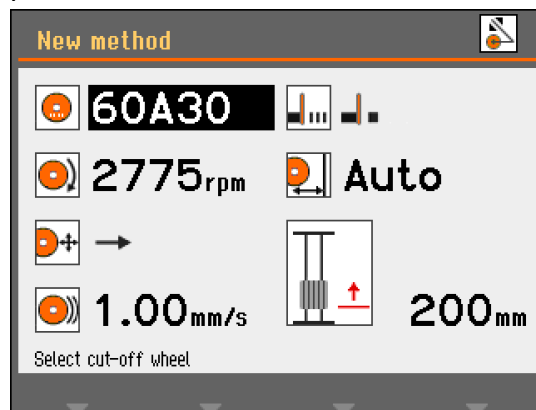 New method
60A30
2775rpm
Auto
1.00mm/s
200mm
Select cut-off wheel